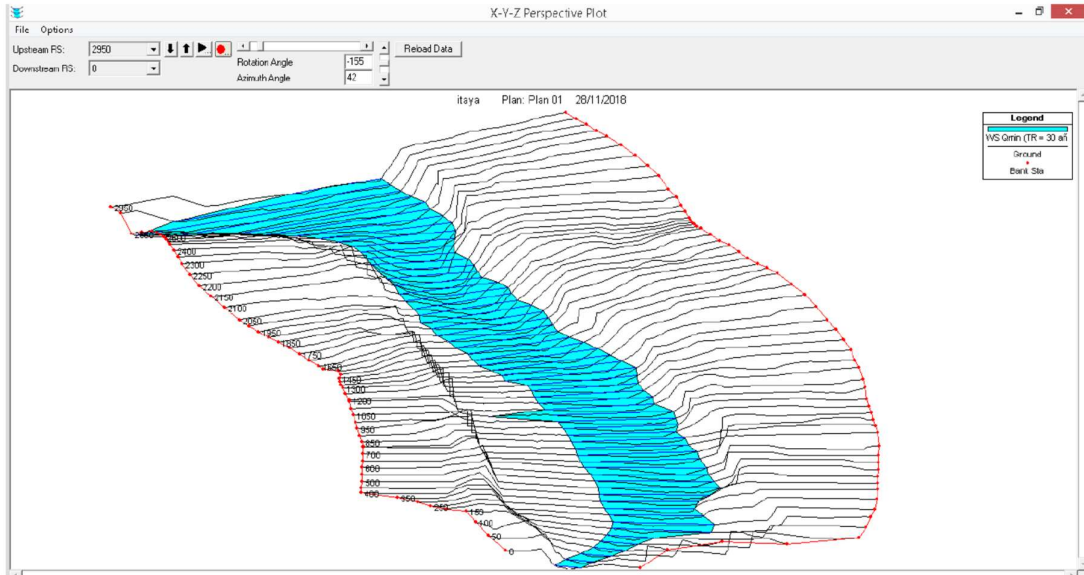 X-Y-Z Perspective Plot
File Options
Upstream RS: 2950
Downstream RS: 0
Rotation Angle -155
Azimuth Angle 42
Reload Data
itaya Plan: Plan 01 28/11/2018
Legend
WS Qmin (TR = 30 añ
Ground
Bank Sta
2950
2400
2300
2250
2200
2150
2100
2050
1950
1850
1750
1650
1450
1300
1200
1050
950
850
700
600
500
400
350
250
150
100
50
0